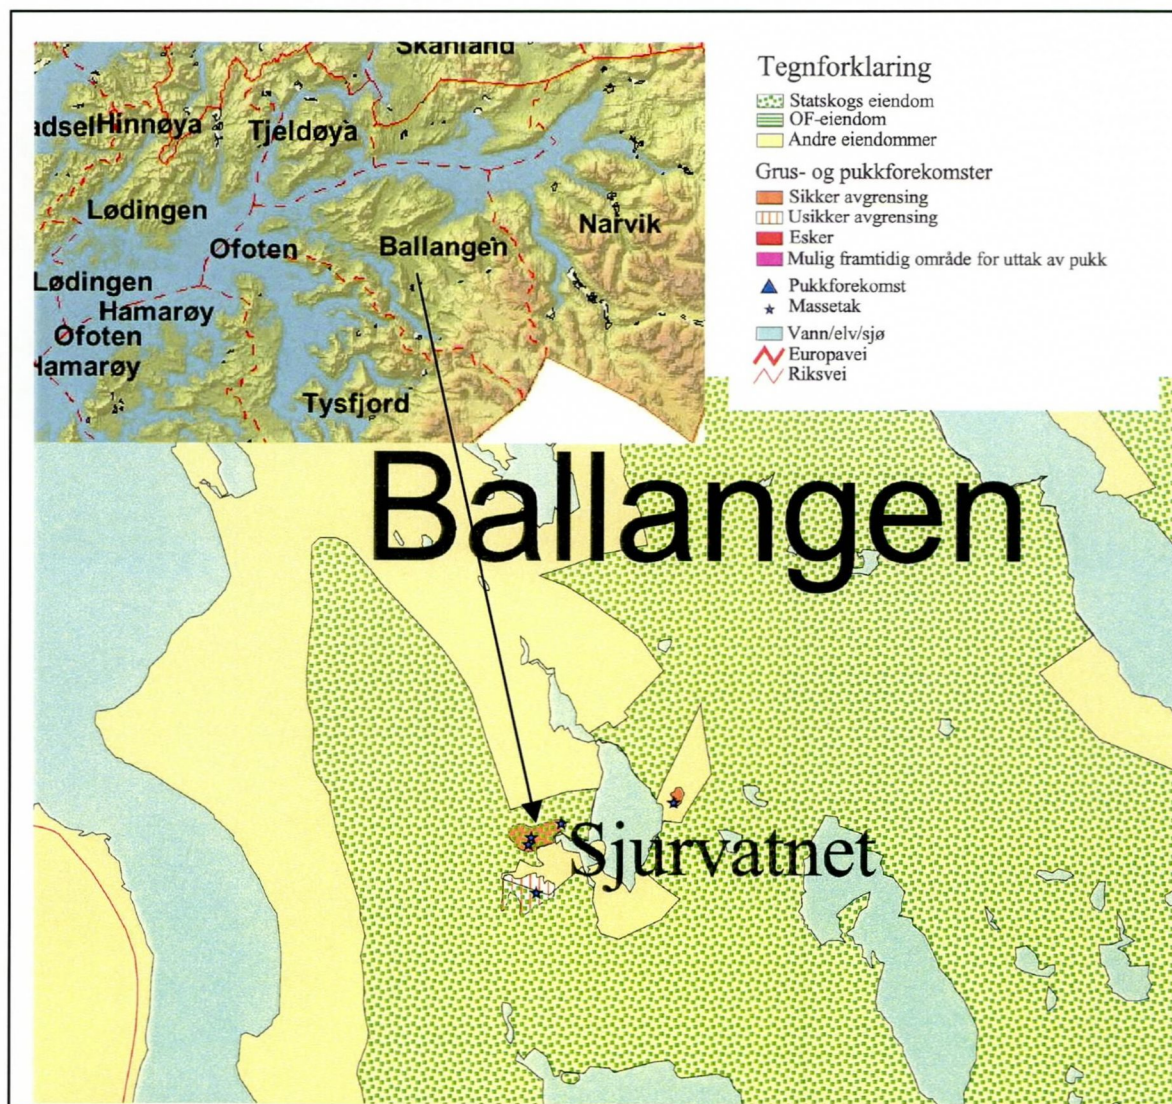 Skånland
adsel
Hinnøya
Tjeldøya
Lødingen
Narvik
Ofoten
Ballangen
Lødingen
Hamarøy
Ofoten
Hamarøy
Tysfjord
Tegnforklaring
Statskogs eiendom
OF-eiendom
Andre eiendommer
Grus- og pukkforekomster
Sikker avgrensing
Usikker avgrensing
Esker
Mulig framtidig område for uttak av pukk
Pukkforekomst
Massetak
Vann/elv/sjø
Europavei
Riksvei
Ballangen
Sjurvatnet